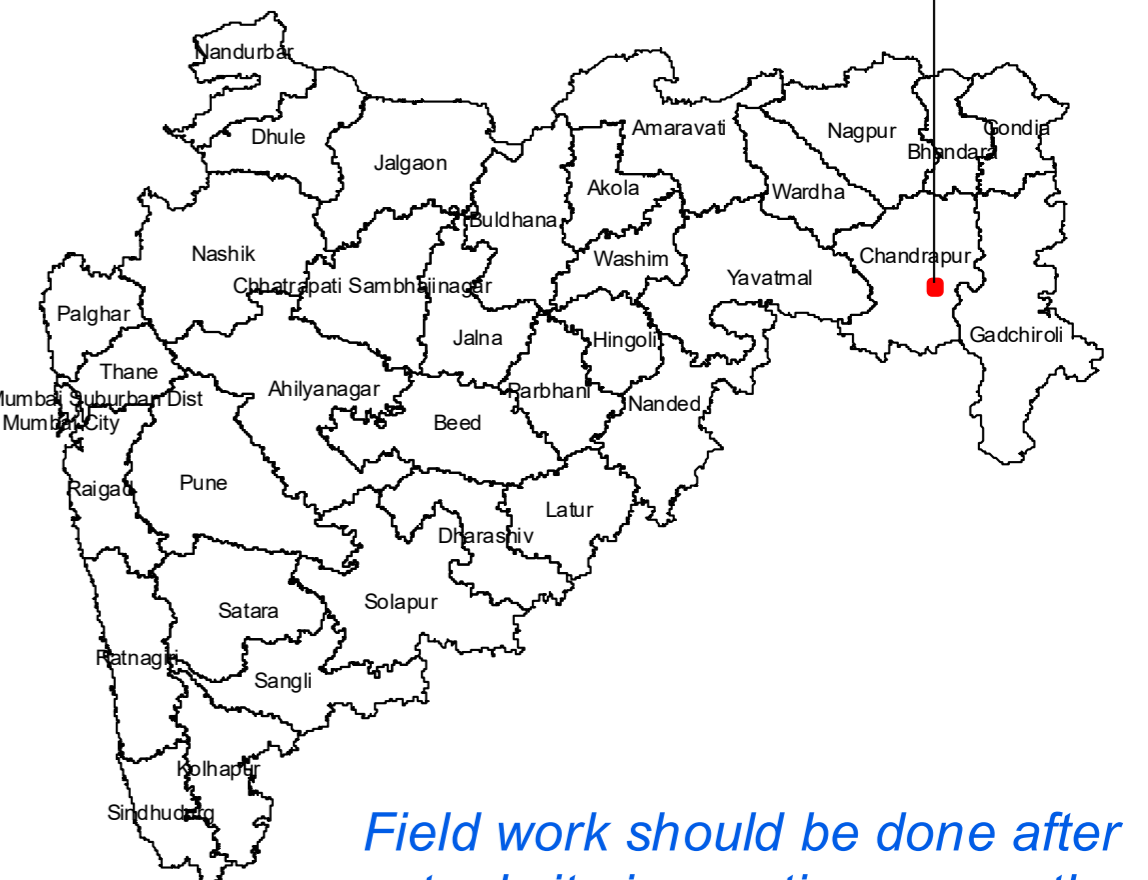 Nandurbar
Dhule
Jalgaon
Amaravati
Nagpur
Gondia
Bhandara
Akola
Wardha
Buldhana
Nashik
Chhatrapati Sambhajinagar
Washim
Yavatmal
Chandrapur
Palghar
Jalna
Hingoli
Gadchiroli
Thane
Ahilyanagar
Parbhani
Nanded
Mumbai Suburban Dist
Mumbai City
Beed
Raigad
Pune
Latur
Dharashiv
Satara
Solapur
Ratnagiri
Sangli
Kolhapur
Sindhudurg
Field work should be done after